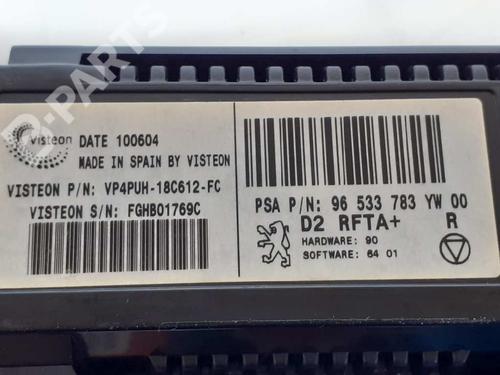 Visteon DATE 100604
MADE IN SPAIN BY VISTEON
VISTEON P/N: VP4PUH-18C612-FC
VISTEON S/N: FGHB01769C
PSA P/N: 96 533 783 YW 00
D2 RFTA+ R
HARDWARE: 90
SOFTWARE: 64 01
B-PARTS